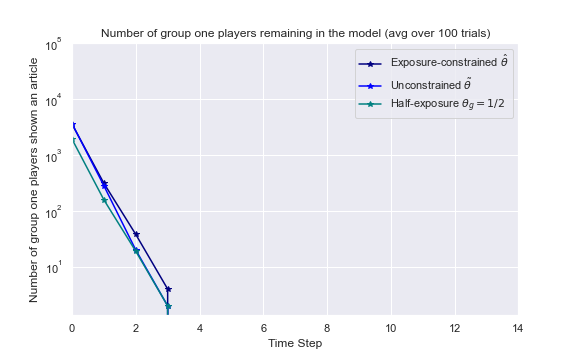 Number of group one players remaining in the model (avg over 100 trials)
Number of group one players shown an article
10^5
10^4
10^3
10^2
10^1
Exposure-constrained θ̂
Unconstrained θ̃
Half-exposure θ_g = 1/2
0 2 4 6 8 10 12 14
Time Step